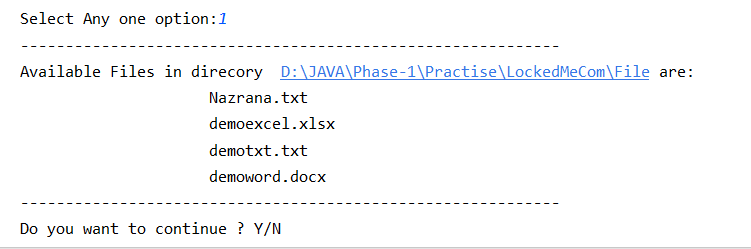 Select Any one option:1
------------------------------------------------------------
Available Files in direcory  D:\JAVA\Phase-1\Practise\LockedMeCom\File are:
Nazrana.txt
demoexcel.xlsx
demotxt.txt
demoword.docx
------------------------------------------------------------
Do you want to continue ? Y/N